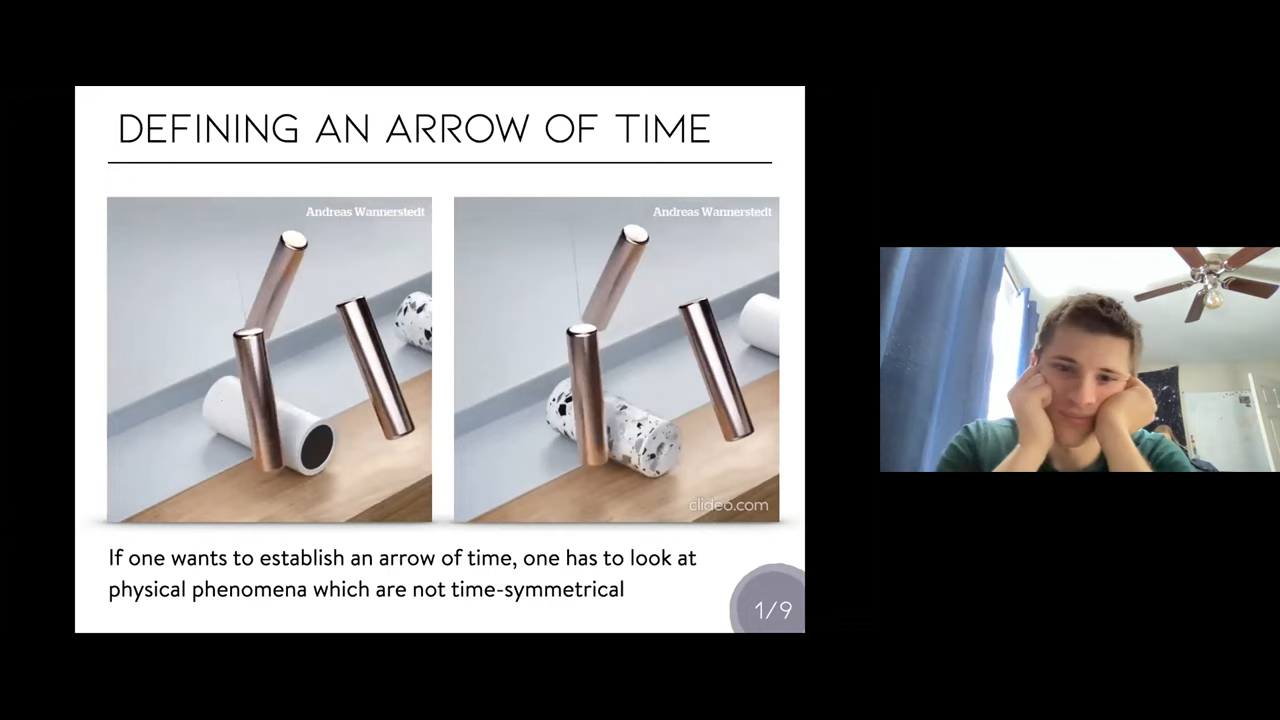 DEFINING AN ARROW OF TIME
Andreas Wannerstedt
Andreas Wannerstedt
clideo.com
If one wants to establish an arrow of time, one has to look at
physical phenomena which are not time-symmetrical
1/9